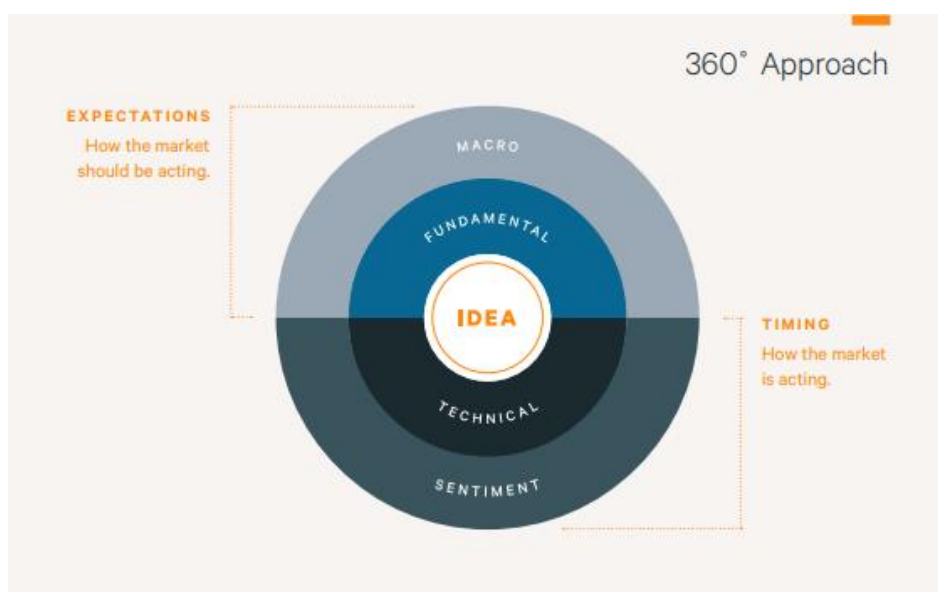 360° Approach
EXPECTATIONS
How the market
should be acting.
MACRO
FUNDAMENTAL
IDEA
TIMING
How the market
is acting.
TECHNICAL
SENTIMENT